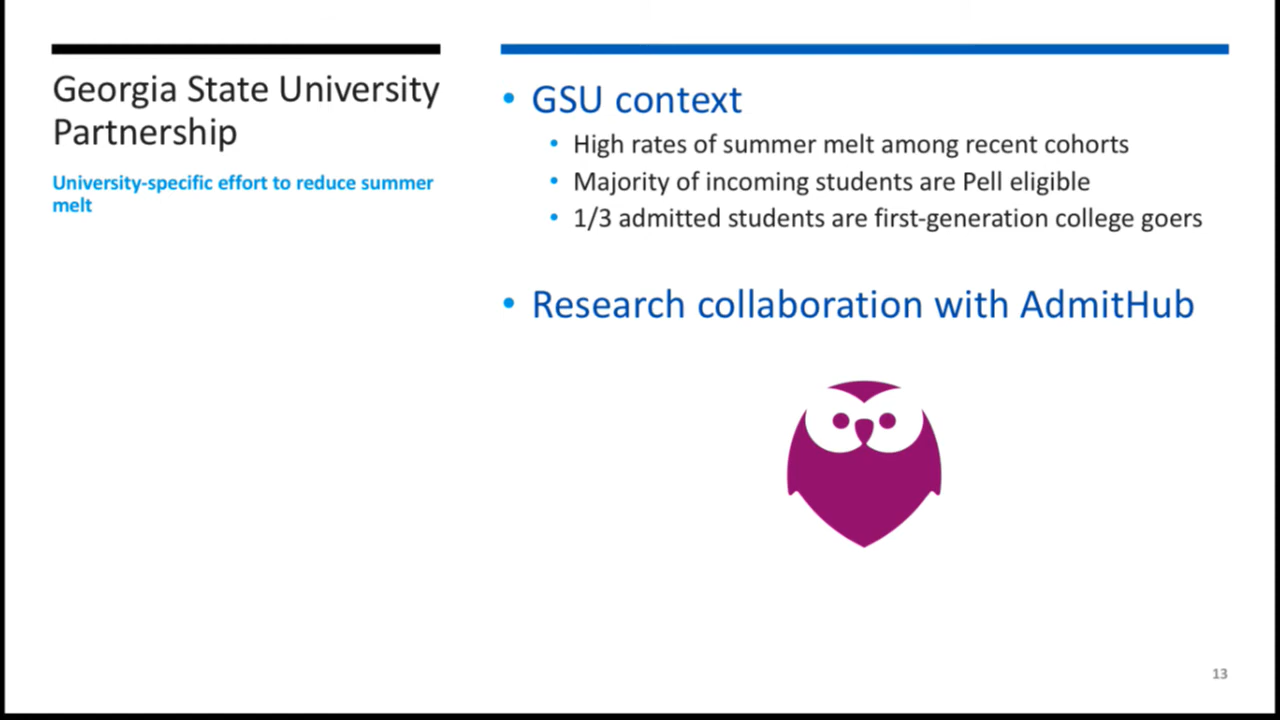 Georgia State University
Partnership
University-specific effort to reduce summer
melt
• GSU context
• High rates of summer melt among recent cohorts
• Majority of incoming students are Pell eligible
• 1/3 admitted students are first-generation college goers
• Research collaboration with AdmitHub
13